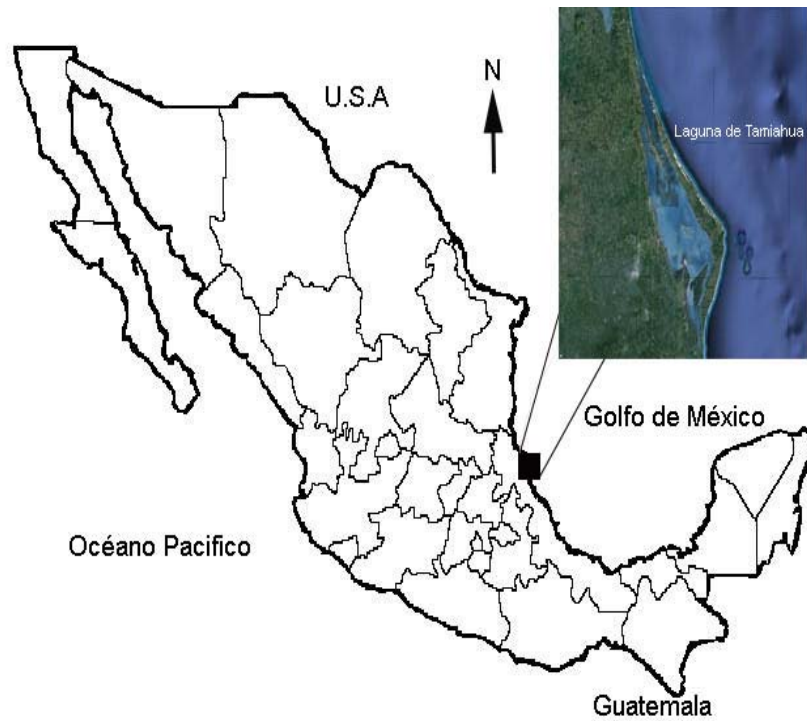 N
U.S.A
Laguna de Tamiahua
Golfo de México
Océano Pacifico
Guatemala